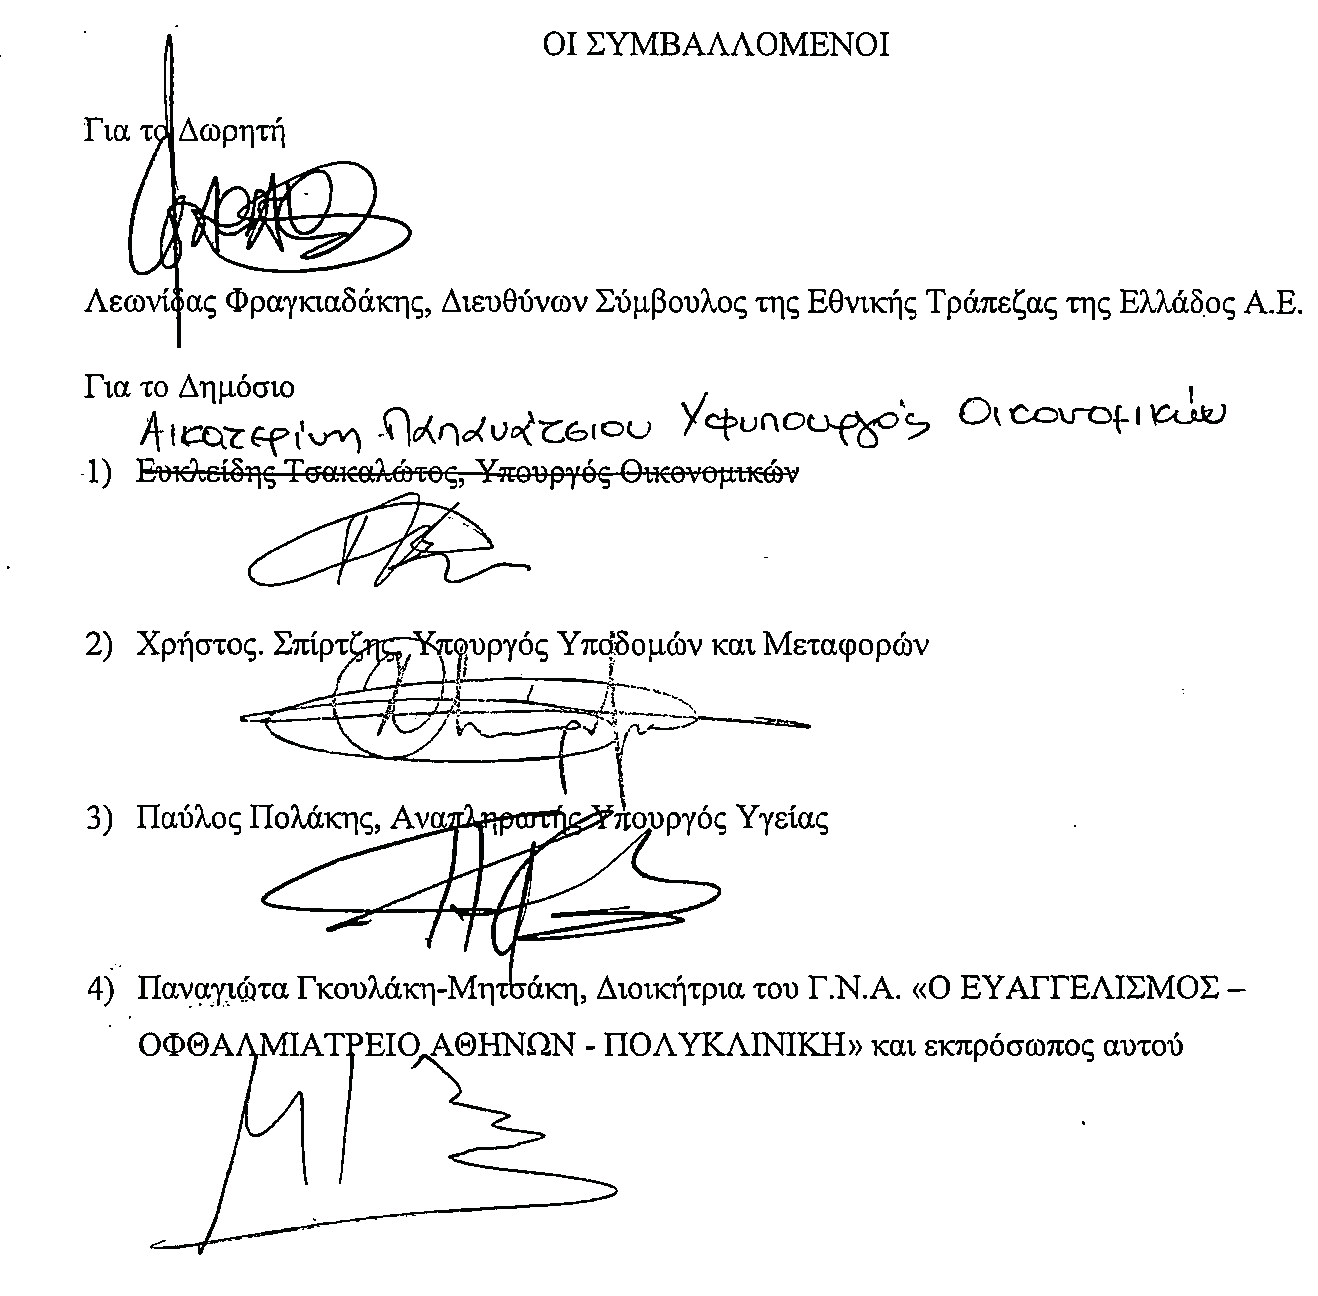 ΟΙ ΣΥΜΒΑΛΛΟΜΕΝΟΙ
Για το Δωρητή
Λεωνίδας Φραγκιαδάκης, Διευθύνων Σύμβουλος της Εθνικής Τράπεζας της Ελλάδος Α.Ε.
Για το Δημόσιο
Αικατερίνη Παπανάτσιου Υφυπουργός Οικονομικών
1) Ευκλείδης Τσακαλώτος, Υπουργός Οικονομικών
2) Χρήστος. Σπίρτζης, Υπουργός Υποδομών και Μεταφορών
3) Παύλος Πολάκης, Αναπληρωτής Υπουργός Υγείας
4) Παναγιώτα Γκουλάκη-Μητσάκη, Διοικήτρια του Γ.Ν.Α. «Ο ΕΥΑΓΓΕΛΙΣΜΟΣ –
ΟΦΘΑΛΜΙΑΤΡΕΙΟ ΑΘΗΝΩΝ - ΠΟΛΥΚΛΙΝΙΚΗ» και εκπρόσωπος αυτού